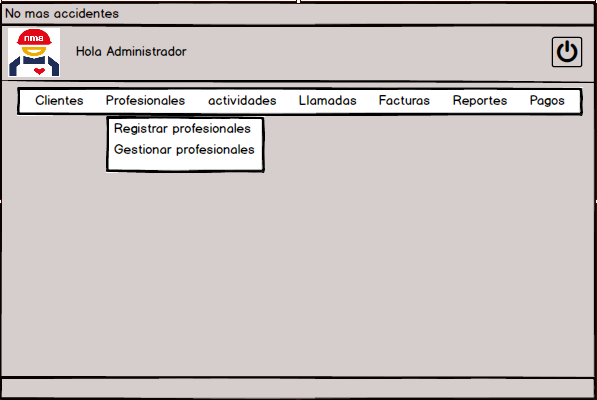 No mas accidentes
nma
Hola Administrador
Clientes Profesionales actividades Llamadas Facturas Reportes Pagos
Registrar profesionales
Gestionar profesionales